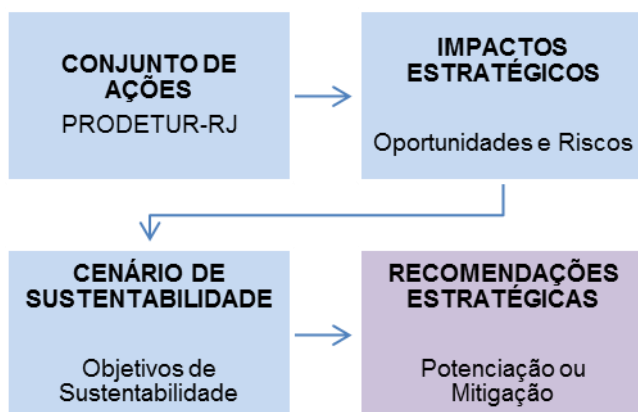 CONJUNTO DE
AÇÕES
PRODETUR-RJ
IMPACTOS
ESTRATÉGICOS
Oportunidades e Riscos
CENÁRIO DE
SUSTENTABILIDADE
Objetivos de
Sustentabilidade
RECOMENDAÇÕES
ESTRATÉGICAS
Potenciação ou
Mitigação